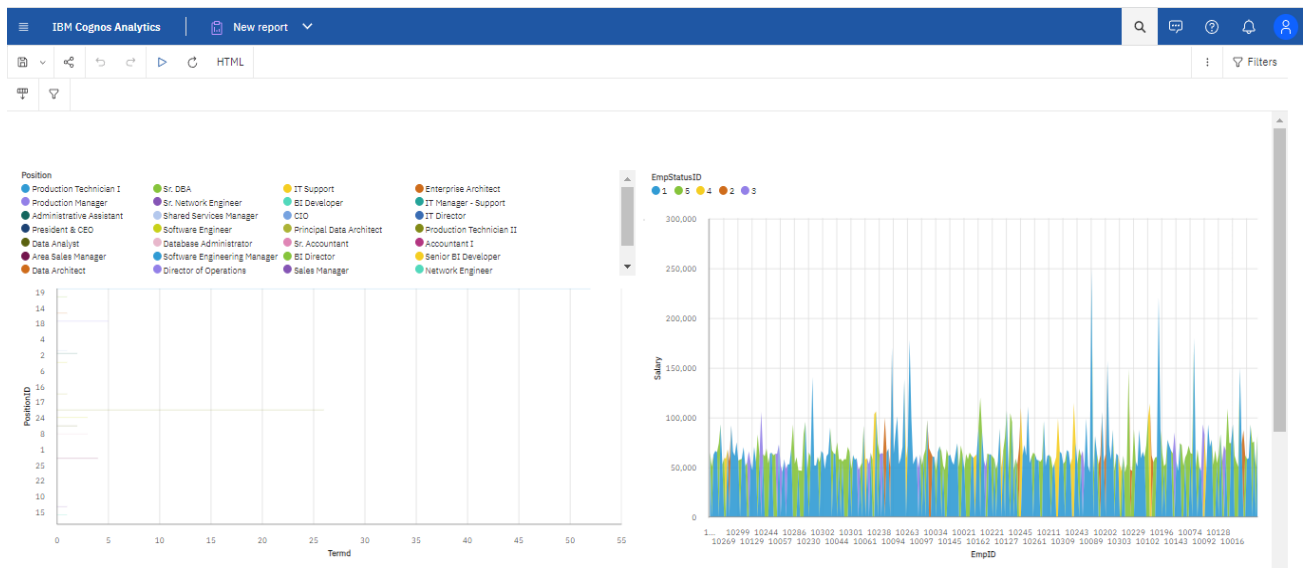 IBM Cognos Analytics
New report
HTML
Filters
Position
Production Technician I Sr. DBA IT Support Enterprise Architect
Production Manager Sr. Network Engineer BI Developer IT Manager - Support
Administrative Assistant Shared Services Manager CIO IT Director
President & CEO Software Engineer Principal Data Architect Production Technician II
Data Analyst Database Administrator Sr. Accountant Accountant I
Area Sales Manager Software Engineering Manager BI Director Senior BI Developer
Data Architect Director of Operations Sales Manager Network Engineer
PositionID
19
14
18
4
2
6
16
17
24
8
1
25
22
10
15
0 5 10 15 20 25 30 35 40 45 50 55
Termd
EmpStatusID
1 5 4 2 3
Salary
300,000
250,000
200,000
150,000
100,000
50,000
0
1... 10299 10244 10286 10302 10301 10238 10263 10034 10021 10221 10245 10211 10243 10202 10229 10196 10074 10128
10269 10129 10057 10230 10044 10061 10094 10097 10145 10162 10127 10261 10309 10089 10303 10102 10143 10092 10016
EmpID